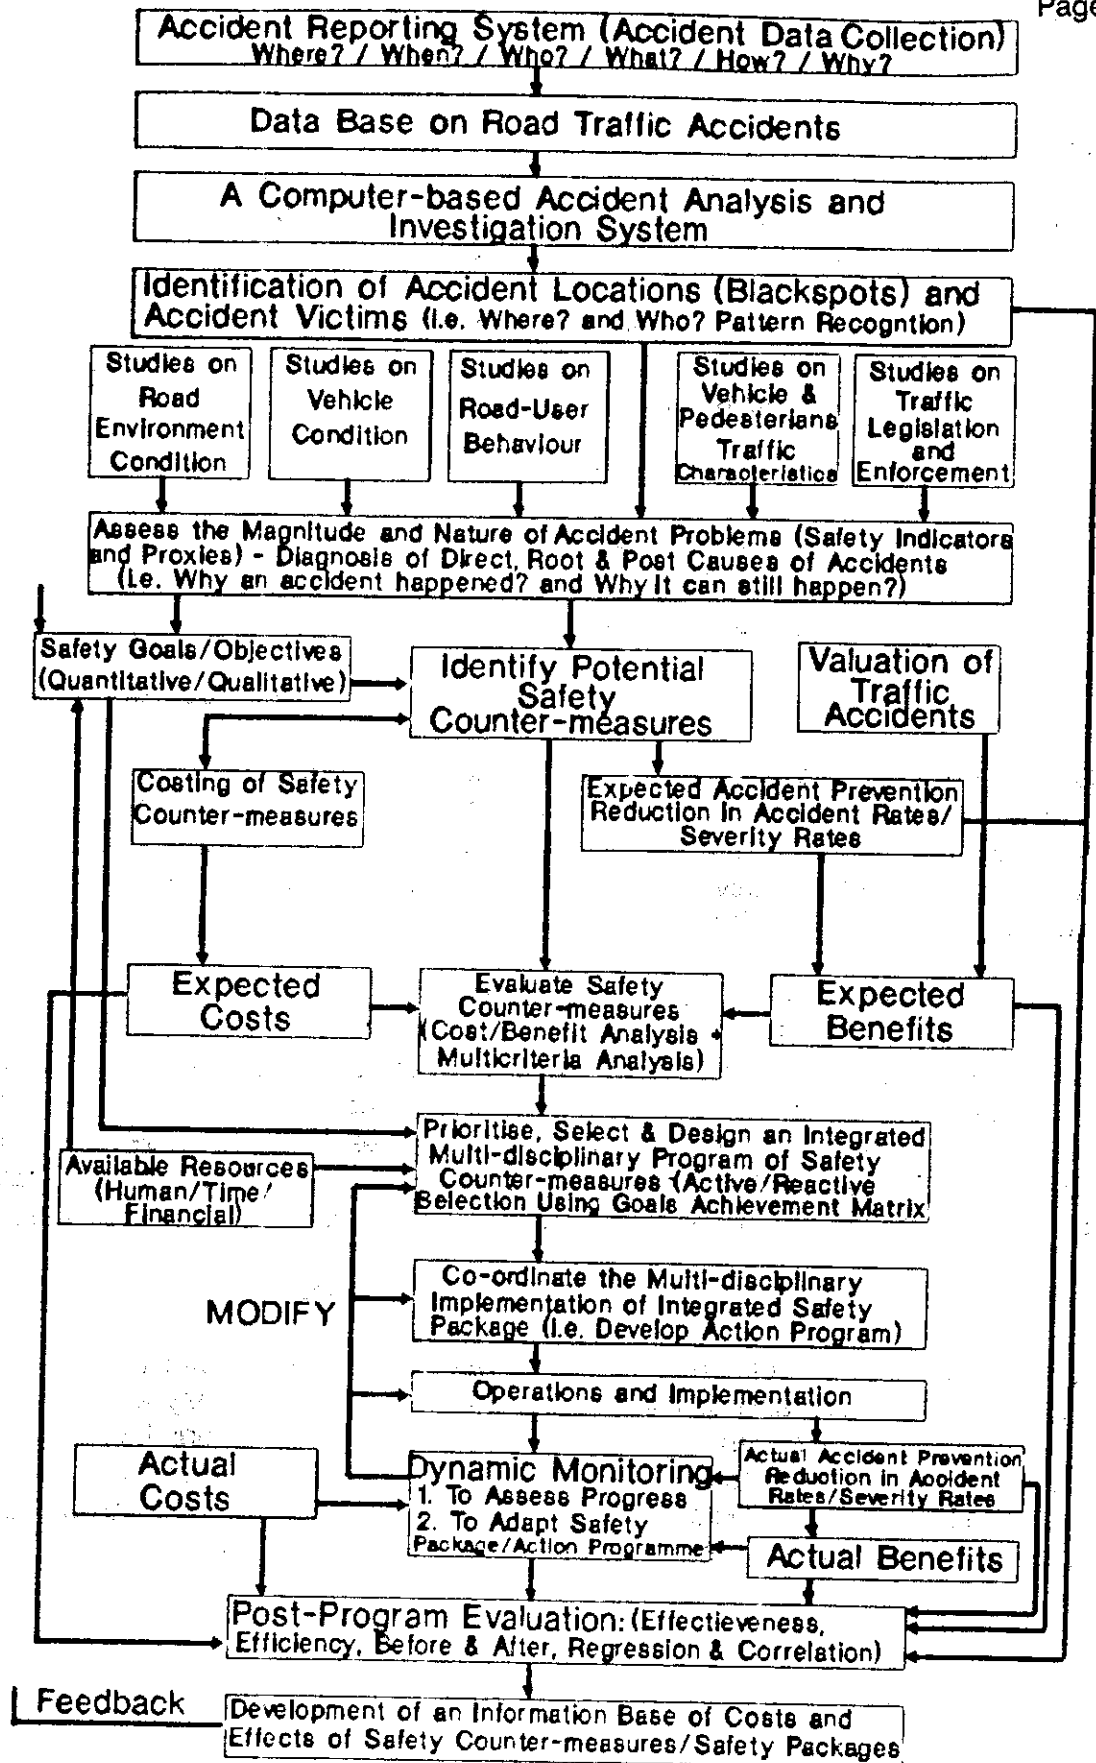 Page
Accident Reporting System (Accident Data Collection)
Where? / When? / Who? / What? / How? / Why?
Data Base on Road Traffic Accidents
A Computer-based Accident Analysis and
Investigation System
Identification of Accident Locations (Blackspots) and
Accident Victims (i.e. Where? and Who? Pattern Recogntion)
Studies on
Road
Environment
Condition
Studies on
Vehicle
Condition
Studies on
Road-User
Behaviour
Studies on
Vehicle &
Pedesterians
Traffic
Characteristics
Studies on
Traffic
Legislation
and
Enforcement
Assess the Magnitude and Nature of Accident Problems (Safety Indicators
and Proxies) - Diagnosis of Direct, Root & Post Causes of Accidents
(i.e. Why an accident happened? and Why it can still happen?)
Safety Goals/Objectives
(Quantitative/Qualitative)
Identify Potential
Safety
Counter-measures
Valuation of
Traffic
Accidents
Costing of Safety
Counter-measures
Expected Accident Prevention
Reduction in Accident Rates/
Severity Rates
Expected
Costs
Evaluate Safety
Counter-measures
(Cost/Benefit Analysis +
Multicriteria Analysis)
Expected
Benefits
Available Resources
(Human/Time/
Financial)
Prioritise, Select & Design an Integrated
Multi-disciplinary Program of Safety
Counter-measures (Active/Reactive
Selection Using Goals Achievement Matrix
MODIFY
Co-ordinate the Multi-disciplinary
Implementation of Integrated Safety
Package (i.e. Develop Action Program)
Operations and Implementation
Actual
Costs
Dynamic Monitoring
1. To Assess Progress
2. To Adapt Safety
Package/Action Programme
Actual Accident Prevention
Reduction in Accident
Rates/Severity Rates
Actual Benefits
Post-Program Evaluation: (Effectieveness,
Efficiency, Before & After, Regression & Correlation)
Feedback
Development of an Information Base of Costs and
Effects of Safety Counter-measures/Safety Packages